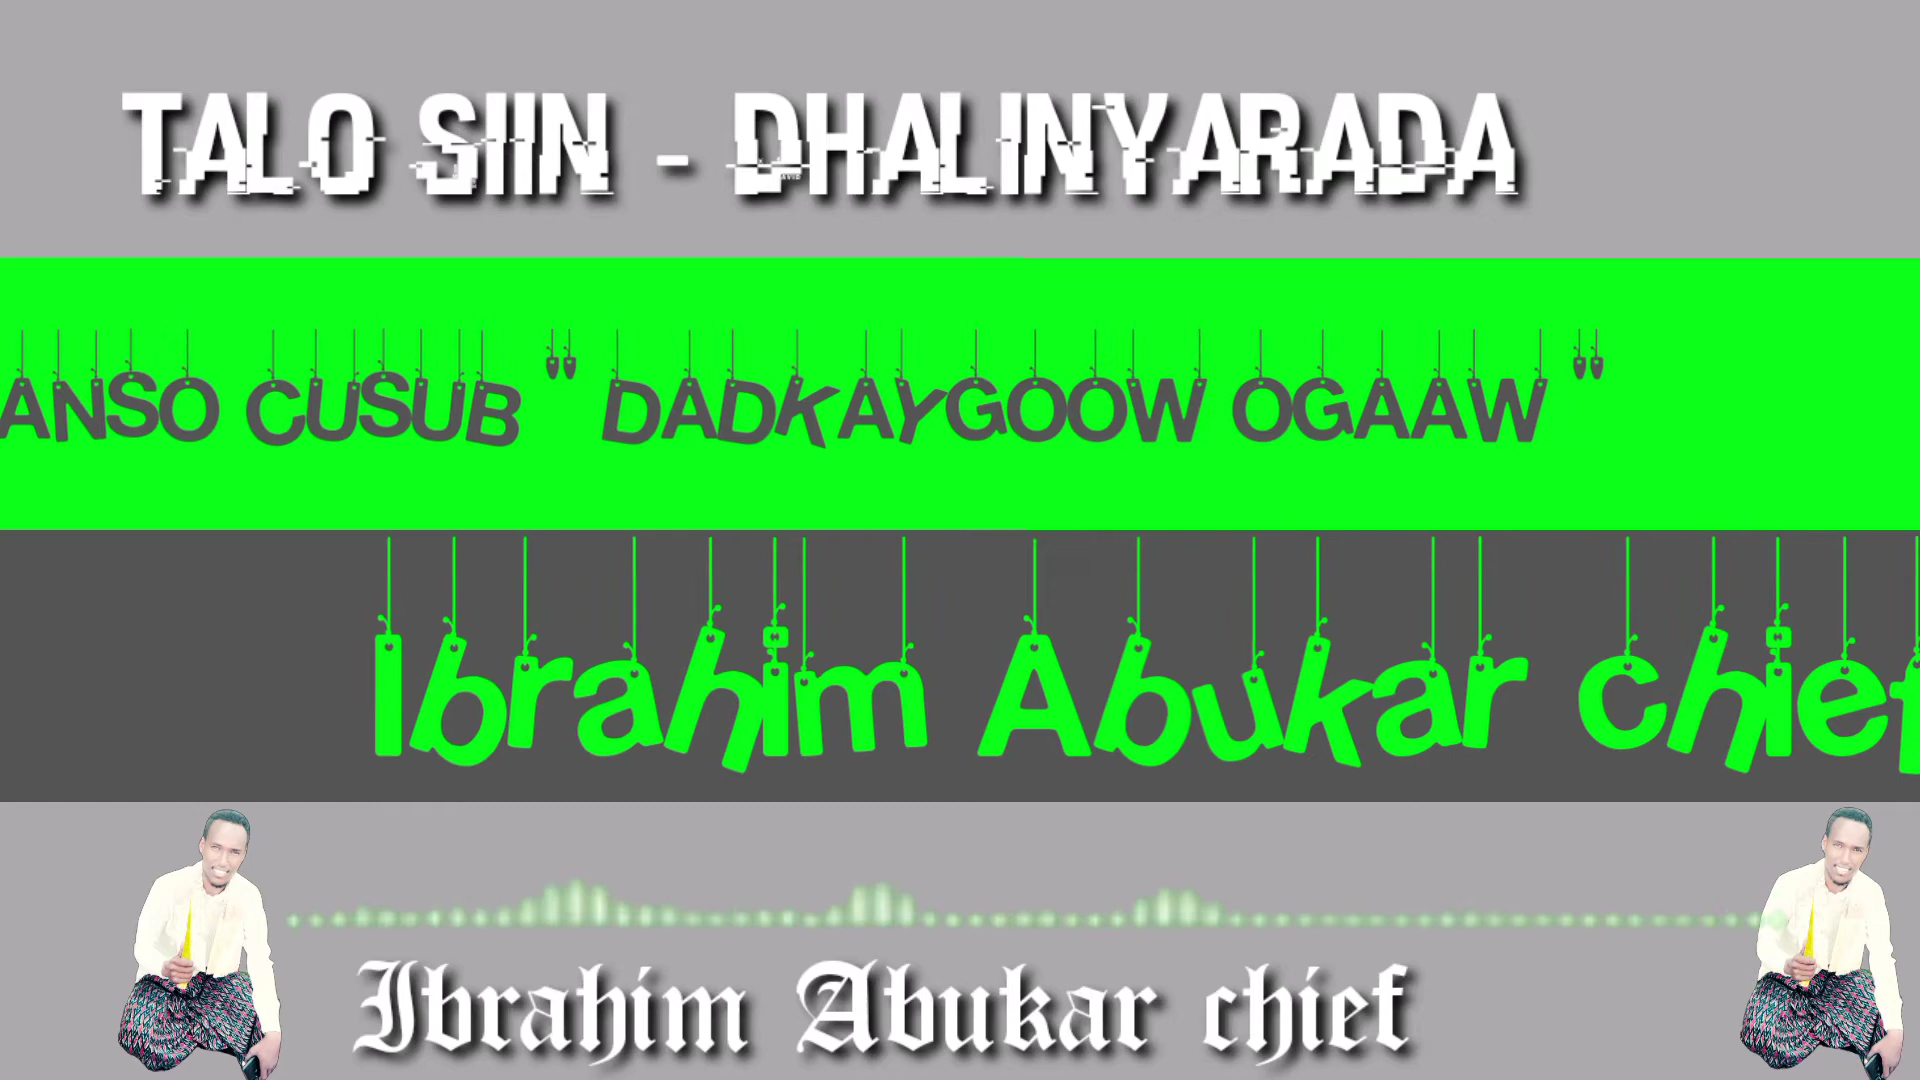 TALO SIIN - DHALINYARADA
ANSO CUSUB " DADKAYGOOW OGAAW "
Ibrahim Abukar chief
Ibrahim Abukar chief